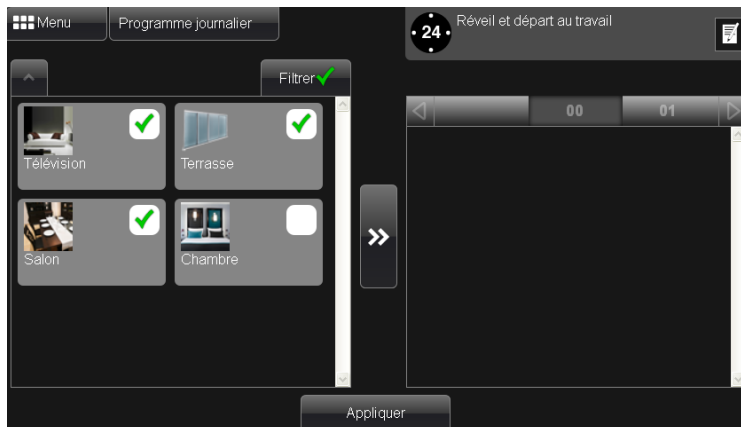 Menu
Programme journalier
24
Réveil et départ au travail
Filtrer
Télévision
Terrasse
00
01
Salon
Chambre
Appliquer